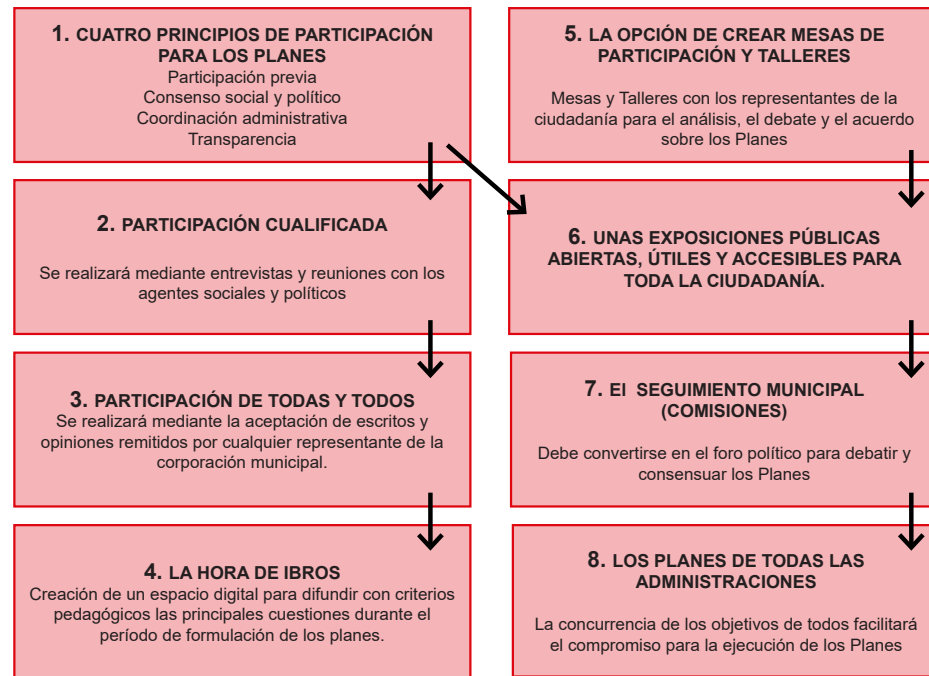 1. CUATRO PRINCIPIOS DE PARTICIPACIÓN
PARA LOS PLANES
Participación previa
Consenso social y político
Coordinación administrativa
Transparencia
2. PARTICIPACIÓN CUALIFICADA
Se realizará mediante entrevistas y reuniones con los
agentes sociales y políticos
3. PARTICIPACIÓN DE TODAS Y TODOS
Se realizará mediante la aceptación de escritos y
opiniones remitidos por cualquier representante de la
corporación municipal.
4. LA HORA DE IBROS
Creación de un espacio digital para difundir con criterios
pedagógicos las principales cuestiones durante el
período de formulación de los planes.
5. LA OPCIÓN DE CREAR MESAS DE
PARTICIPACIÓN Y TALLERES
Mesas y Talleres con los representantes de la
ciudadanía para el análisis, el debate y el acuerdo
sobre los Planes
6. UNAS EXPOSICIONES PÚBLICAS
ABIERTAS, ÚTILES Y ACCESIBLES PARA
TODA LA CIUDADANÍA.
7. El SEGUIMIENTO MUNICIPAL
(COMISIONES)
Debe convertirse en el foro político para debatir y
consensuar los Planes
8. LOS PLANES DE TODAS LAS
ADMINISTRACIONES
La concurrencia de los objetivos de todos facilitará
el compromiso para la ejecución de los Planes